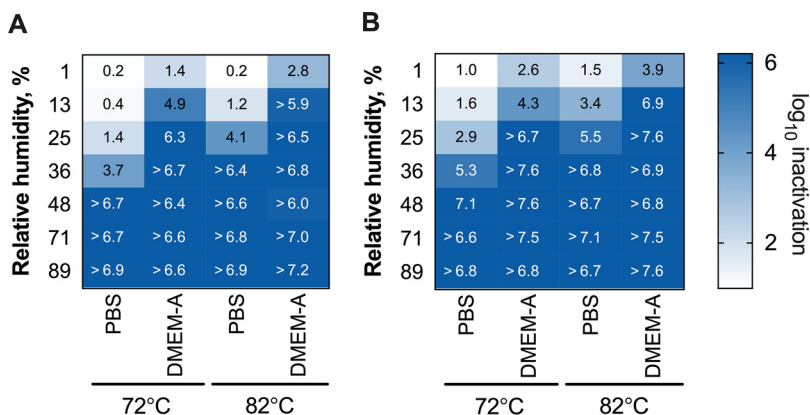 A
B
Relative humidity, %
1 0.2 1.4 0.2 2.8
13 0.4 4.9 1.2 >5.9
25 1.4 6.3 4.1 >6.5
36 3.7 >6.7 >6.4 >6.8
48 >6.7 >6.4 >6.6 >6.0
71 >6.7 >6.6 >6.8 >7.0
89 >6.9 >6.6 >6.9 >7.2
PBS DMEM-A PBS DMEM-A
72°C 82°C
Relative humidity, %
1 1.0 2.6 1.5 3.9
13 1.6 4.3 3.4 6.9
25 2.9 >6.7 5.5 >7.6
36 5.3 >7.6 >6.8 >6.9
48 7.1 >7.6 >6.7 >6.8
71 >6.6 >7.5 >7.1 >7.5
89 >6.8 >6.8 >6.7 >7.6
PBS DMEM-A PBS DMEM-A
72°C 82°C
6
4
2
log10 inactivation